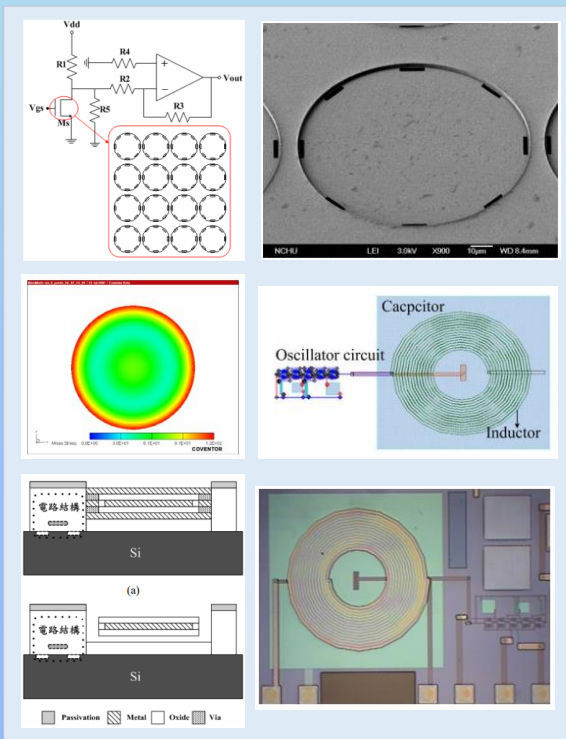 Vdd
R1
R4
R2
Vout
Vgs
R5
R3
Ms
NCHU LEI 3.0kV X900 10µm WD 8.4mm
COVENTOR
Cacpcitor
Oscillator circuit
Inductor
電路結構
Si
(a)
電路結構
Si
Passivation Metal Oxide Via